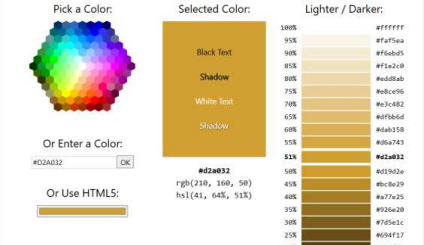 Pick a Color:
Or Enter a Color:
#D2A032
OK
Or Use HTML5:
Selected Color:
Black Text
Shadow
White Text
Shadow
#d2a032
rgb(210, 160, 50)
hsl(41, 64%, 51%)
Lighter / Darker:
100% #ffffff
95% #faf5ea
90% #f6ebd5
85% #f1e2c0
80% #edd8ab
75% #e8ce96
70% #e3c482
65% #dfbb6d
60% #dab158
55% #d6a743
51% #d2a032
50% #d19d2e
45% #bc8e29
40% #a77e25
35% #926e20
30% #7d5e1c
25% #694f17